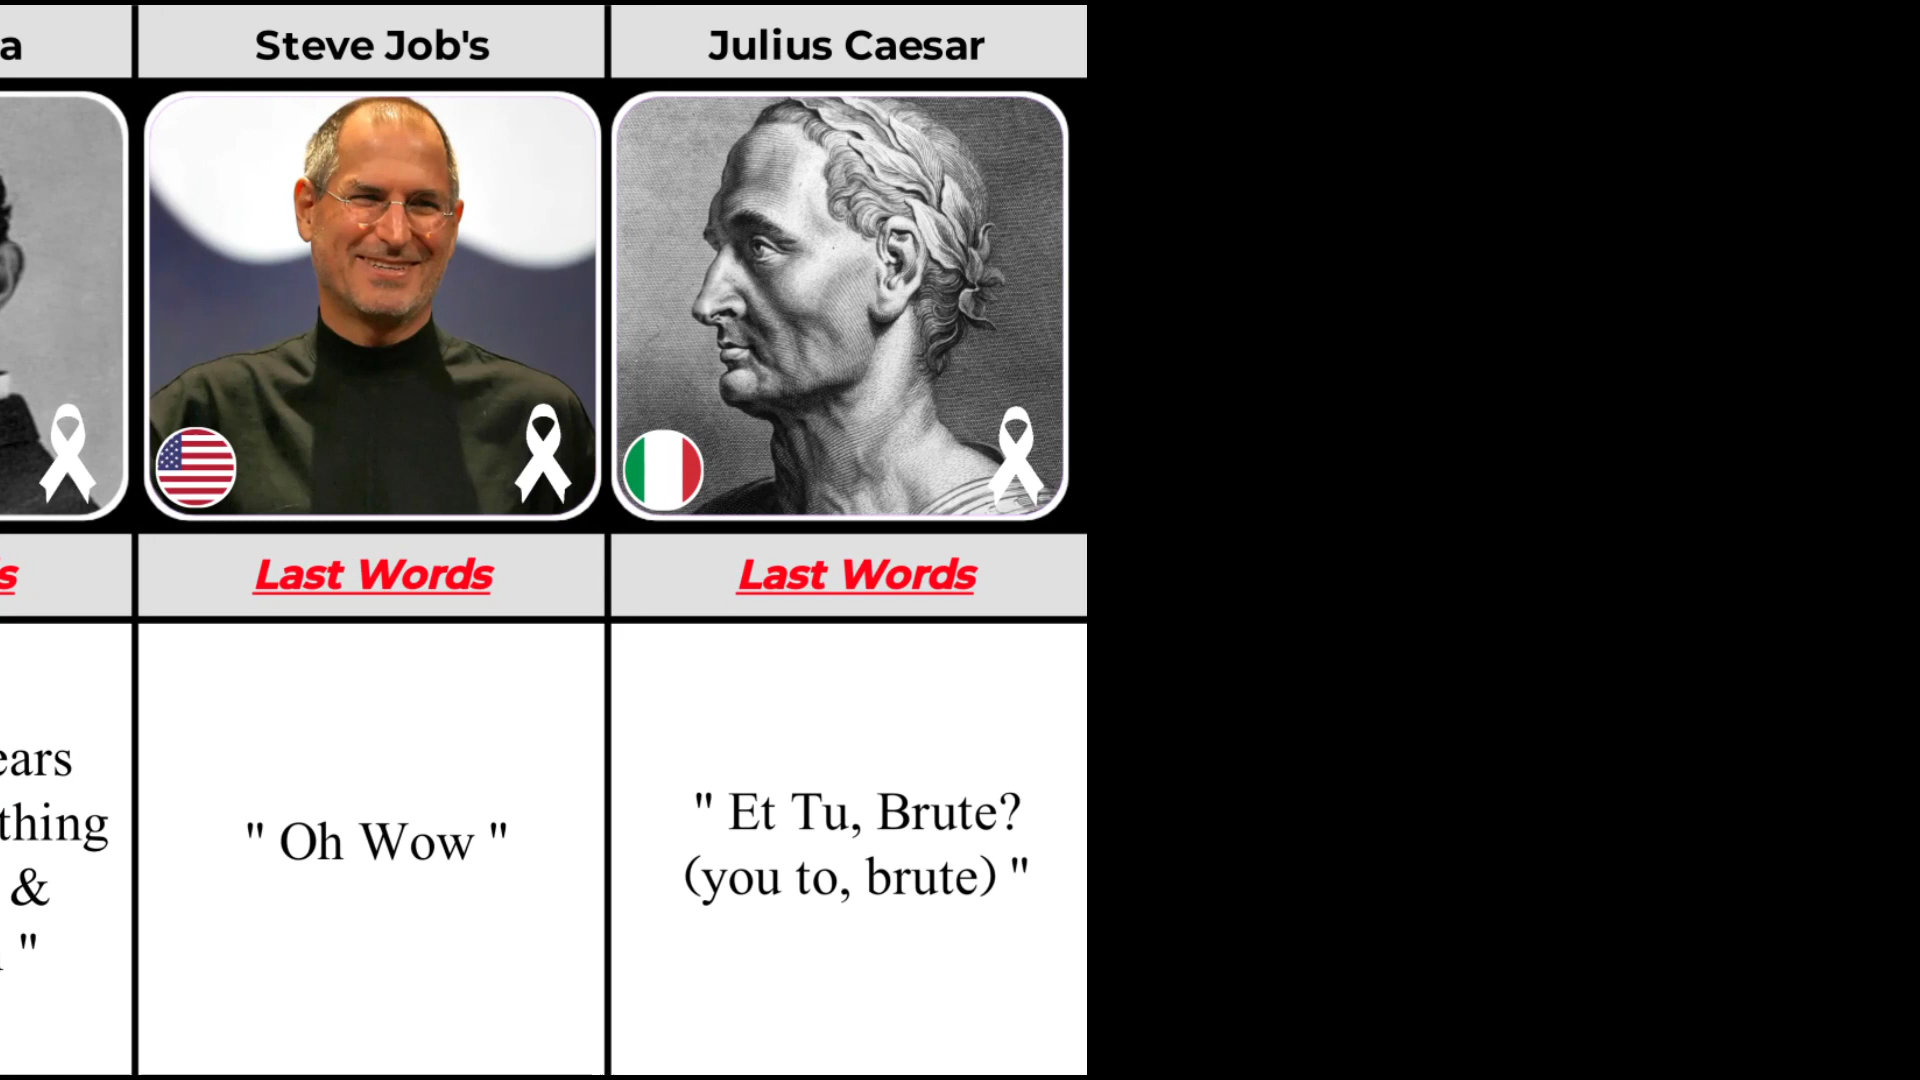 a
Steve Job's
Julius Caesar
s
Last Words
Last Words
ears
thing
&
"
" Oh Wow "
" Et Tu, Brute?
(you to, brute) "